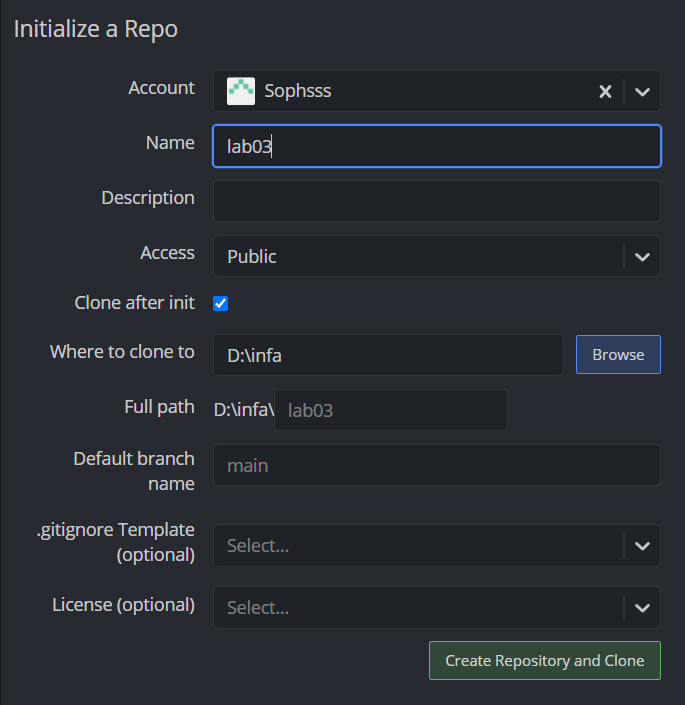 Initialize a Repo
Account Sophsss
Name lab03
Description
Access Public
Clone after init
Where to clone to D:\infa Browse
Full path D:\infa\ lab03
Default branch
name
main
.gitignore Template
(optional)
Select...
License (optional) Select...
Create Repository and Clone